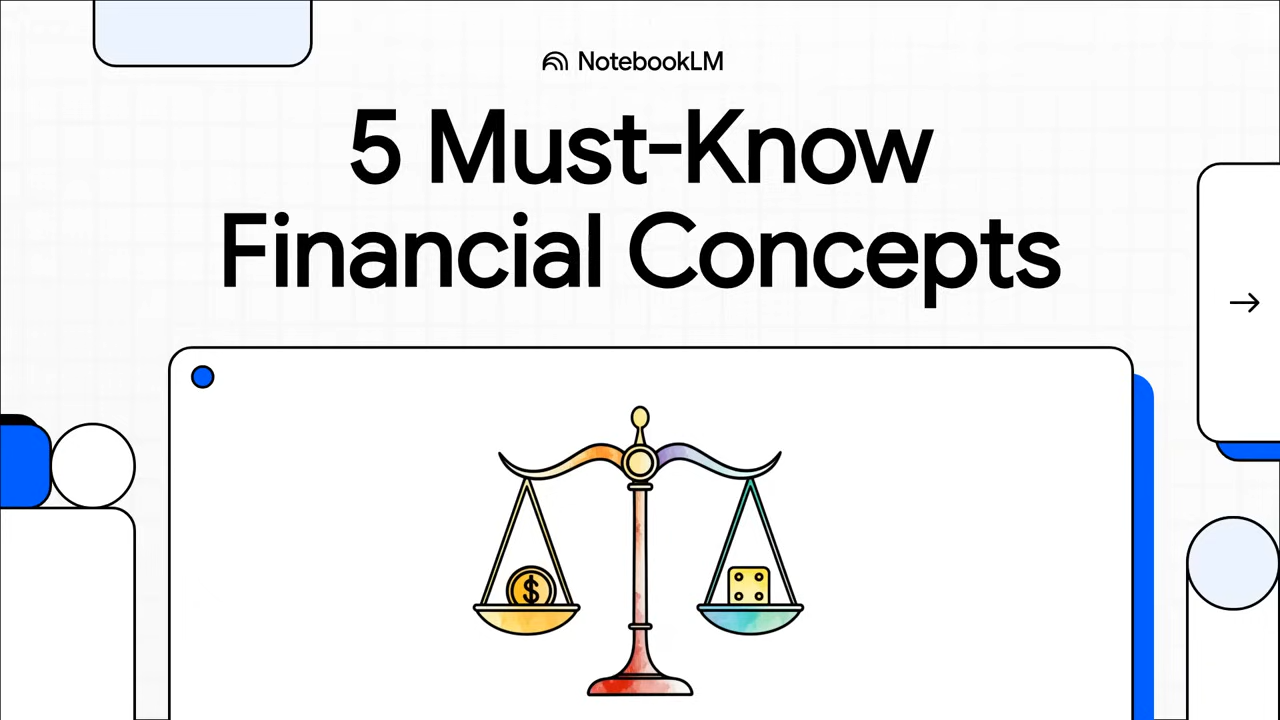 NotebookLM
5 Must-Know
Financial Concepts
→
$